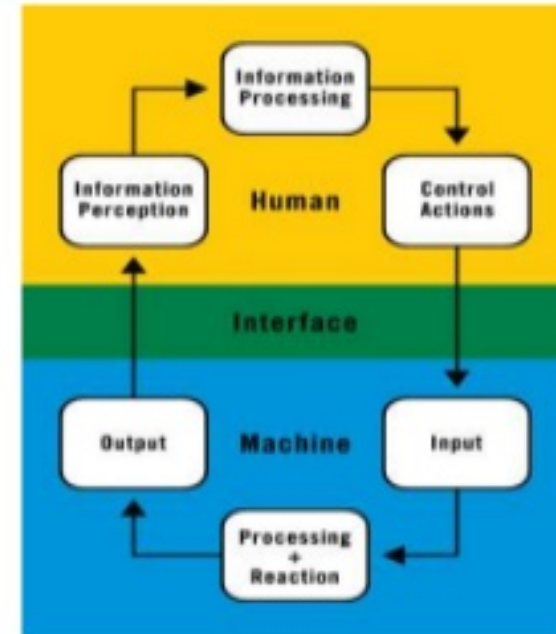 Information
Processing
Information
Perception
Human
Control
Actions
Interface
Output
Machine
Input
Processing
+
Reaction